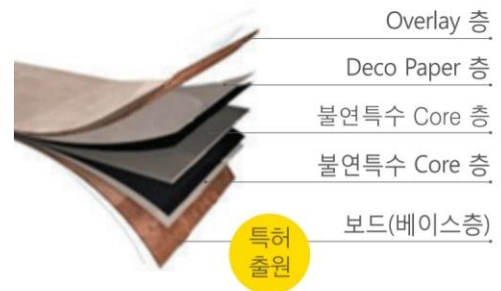 Overlay 층
Deco Paper 층
불연특수 Core 층
불연특수 Core 층
보드(베이스층)
특허
출원